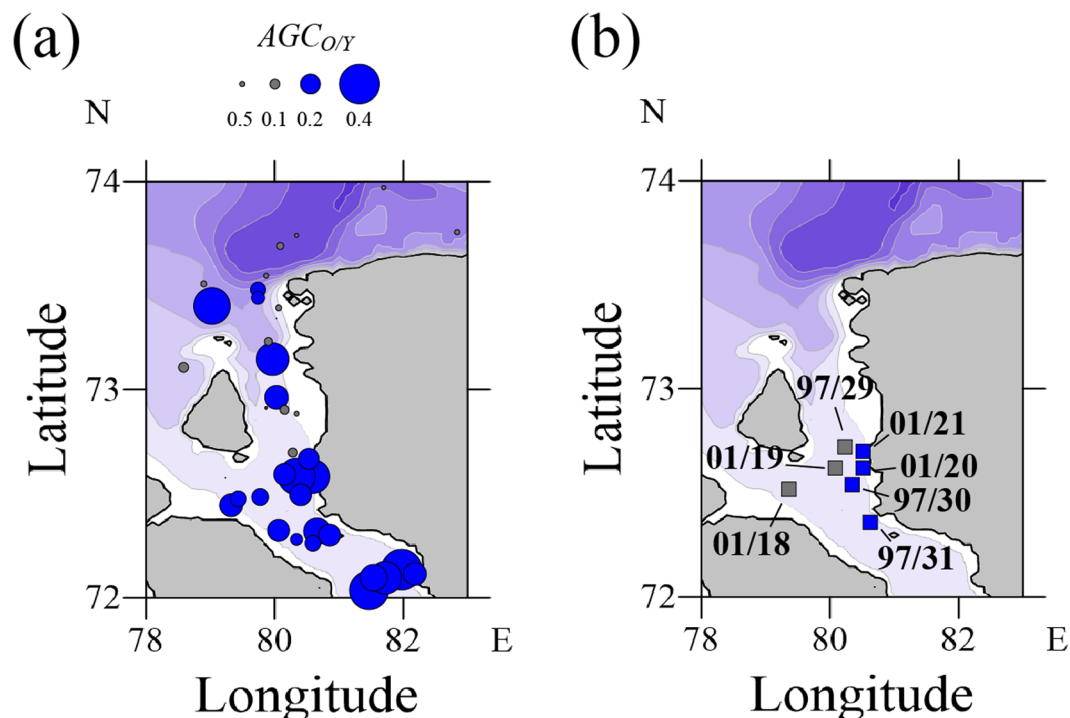 (a)
AGC_O/Y
0.5 0.1 0.2 0.4
N
74
73
72
Latitude
78 80 82 E
Longitude
(b)
N
74
73
72
Latitude
97/29
01/21
01/19
01/20
97/30
01/18
97/31
78 80 82 E
Longitude